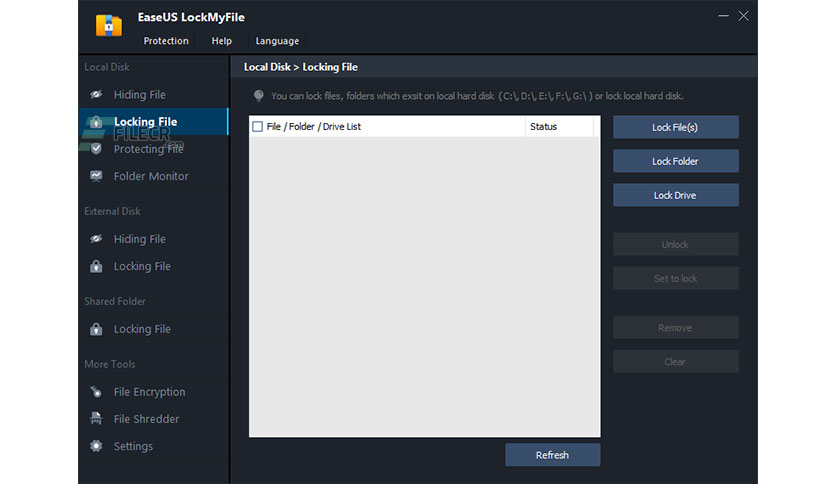 EaseUS LockMyFile
Protection Help Language
Local Disk
Hiding File
Locking File
Protecting File
Folder Monitor
External Disk
Hiding File
Locking File
Shared Folder
Locking File
More Tools
File Encryption
File Shredder
Settings
FILECR
.com
Local Disk > Locking File
You can lock files, folders which exsit on local hard disk (C:\, D:\, E:\, F:\, G:\ ) or lock local hard disk.
File / Folder / Drive List Status
Lock File(s)
Lock Folder
Lock Drive
Unlock
Set to lock
Remove
Clear
Refresh